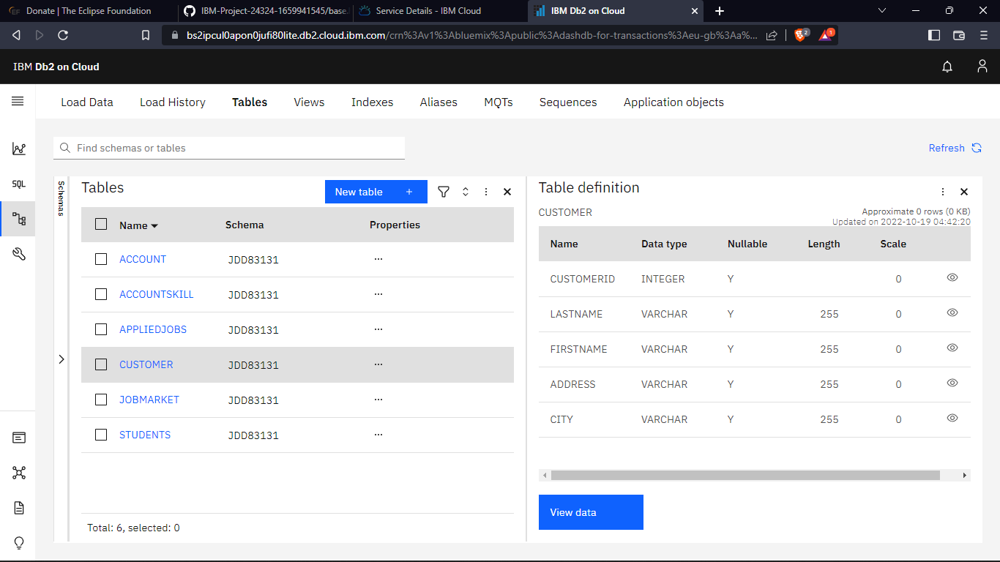 Donate | The Eclipse Foundation
IBM-Project-24324-1659941545/base.
Service Details - IBM Cloud
IBM Db2 on Cloud
bs2ipcul0apon0jufi80lite.db2.cloud.ibm.com/crn%3Av1%3Abluemix%3Apublic%3Adashdb-for-transactions%3Aeu-gb%3Aa%...
2
1
IBM Db2 on Cloud
Load Data Load History Tables Views Indexes Aliases MQTs Sequences Application objects
SQL
Find schemas or tables
Refresh
Schemas
Tables
New table +
Name Schema Properties
ACCOUNT JDD83131 ...
ACCOUNTSKILL JDD83131 ...
APPLIEDJOBS JDD83131 ...
CUSTOMER JDD83131 ...
JOBMARKET JDD83131 ...
STUDENTS JDD83131 ...
Total: 6, selected: 0
Table definition
CUSTOMER
Approximate 0 rows (0 KB)
Updated on 2022-10-19 04:42:20
Name Data type Nullable Length Scale
CUSTOMERID INTEGER Y 0
LASTNAME VARCHAR Y 255 0
FIRSTNAME VARCHAR Y 255 0
ADDRESS VARCHAR Y 255 0
CITY VARCHAR Y 255 0
View data